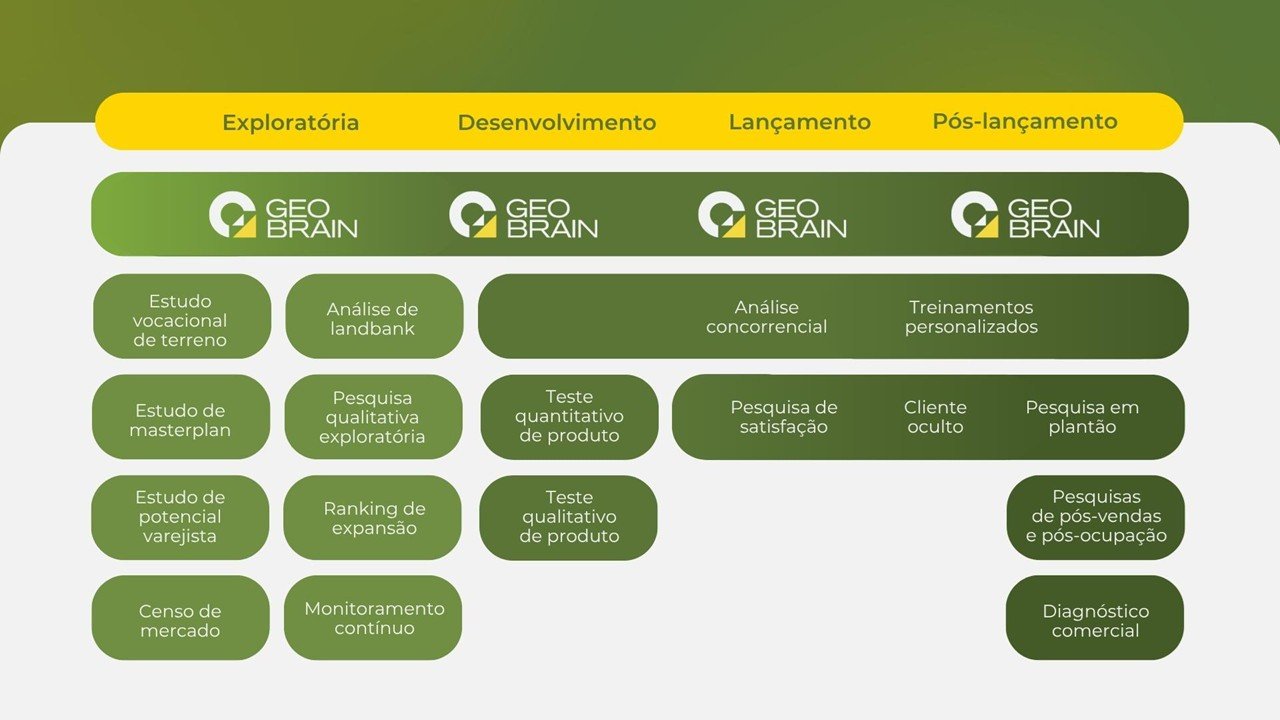 Exploratória
Desenvolvimento
Lançamento
Pós-lançamento
GEO
BRAIN
GEO
BRAIN
GEO
BRAIN
GEO
BRAIN
Estudo
vocacional
de terreno
Análise de
landbank
Análise
concorrencial
Treinamentos
personalizados
Estudo de
masterplan
Pesquisa
qualitativa
exploratória
Teste
quantitativo
de produto
Pesquisa de
satisfação
Cliente
oculto
Pesquisa em
plantão
Estudo de
potencial
varejista
Ranking de
expansão
Teste
qualitativo
de produto
Pesquisas
de pós-vendas
e pós-ocupação
Censo de
mercado
Monitoramento
contínuo
Diagnóstico
comercial